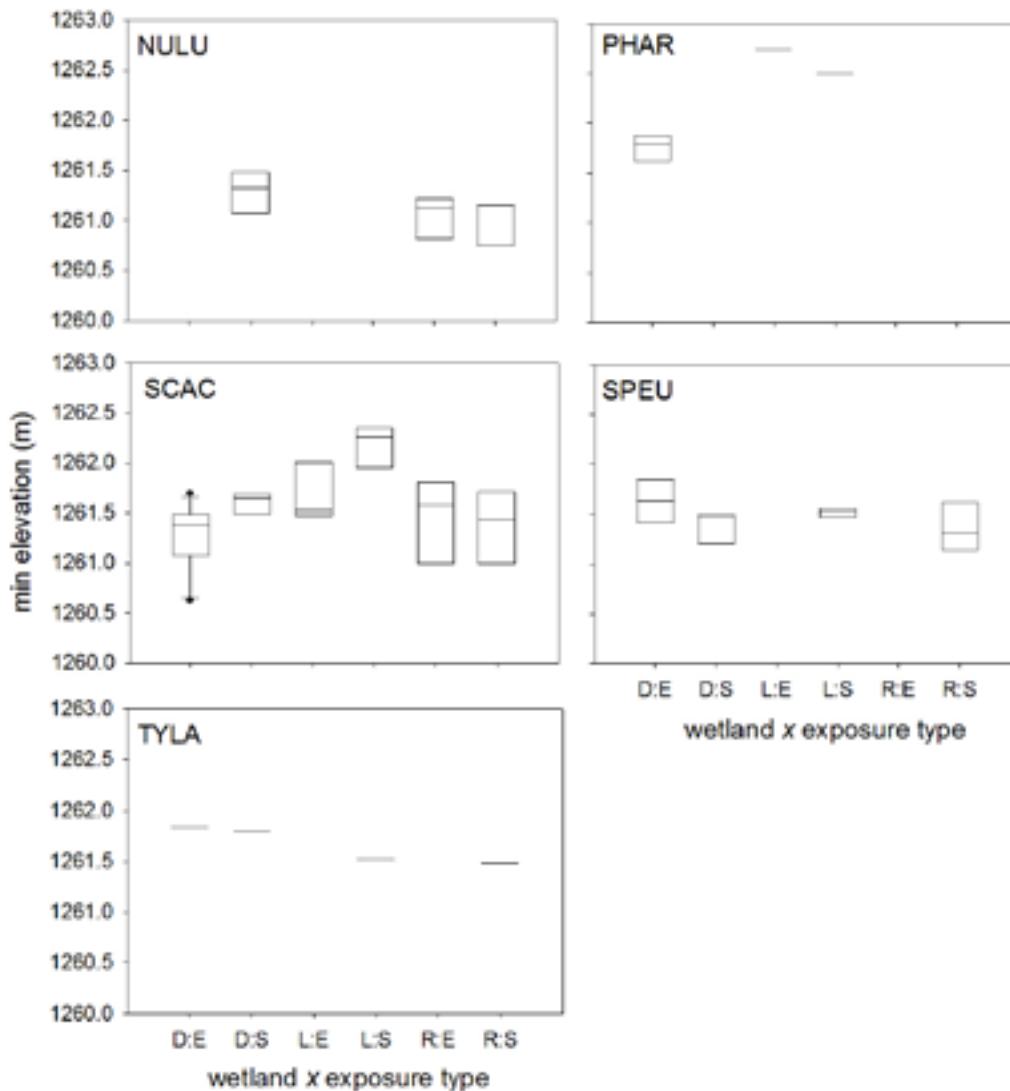 NULU
1263.0
1262.5
1262.0
1261.5
1261.0
1260.5
1260.0
PHAR
SCAC
1263.0
1262.5
1262.0
1261.5
1261.0
1260.5
1260.0
min elevation (m)
SPEU
D:E D:S L:E L:S R:E R:S
wetland x exposure type
TYLA
1263.0
1262.5
1262.0
1261.5
1261.0
1260.5
1260.0
D:E D:S L:E L:S R:E R:S
wetland x exposure type